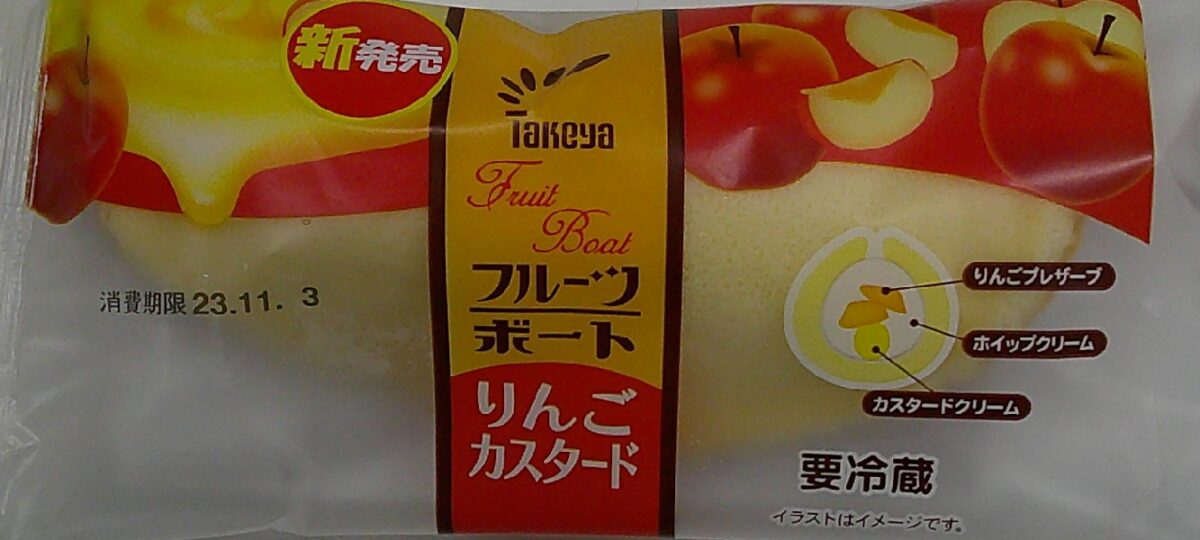 新発売
Takeya
Fruit
Boat
フルーツ
ボート
りんご
カスタード
消費期限 23.11. 3
りんごプレザーブ
ホイップクリーム
カスタードクリーム
要冷蔵
イラストはイメージです。